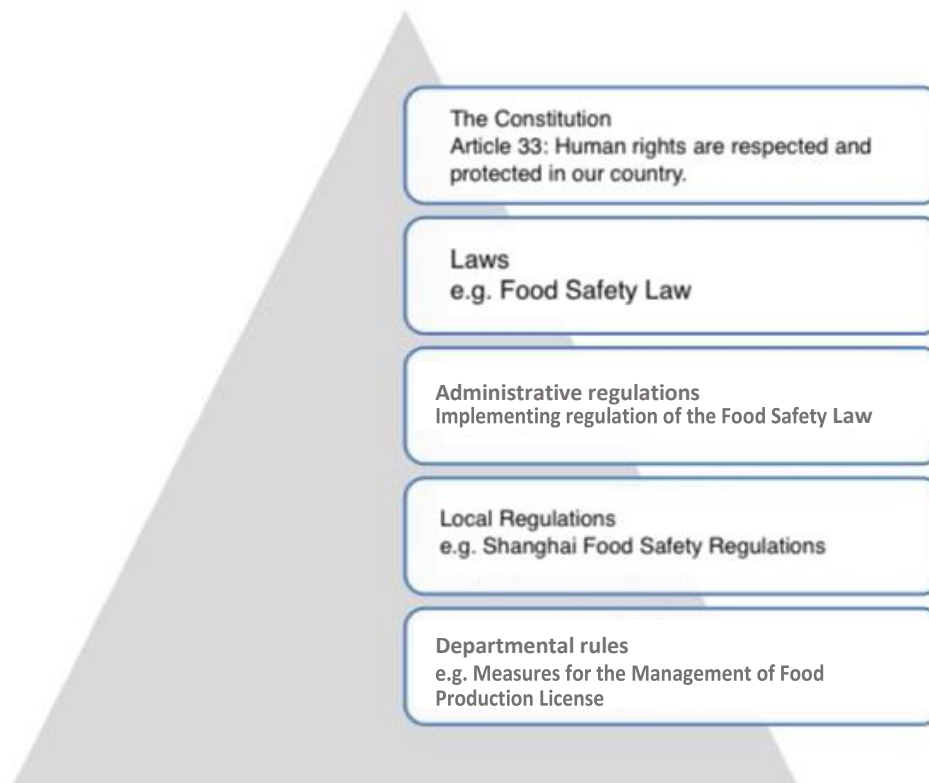 The Constitution
Article 33: Human rights are respected and
protected in our country.
Laws
e.g. Food Safety Law
Administrative regulations
Implementing regulation of the Food Safety Law
Local Regulations
e.g. Shanghai Food Safety Regulations
Departmental rules
e.g. Measures for the Management of Food
Production License